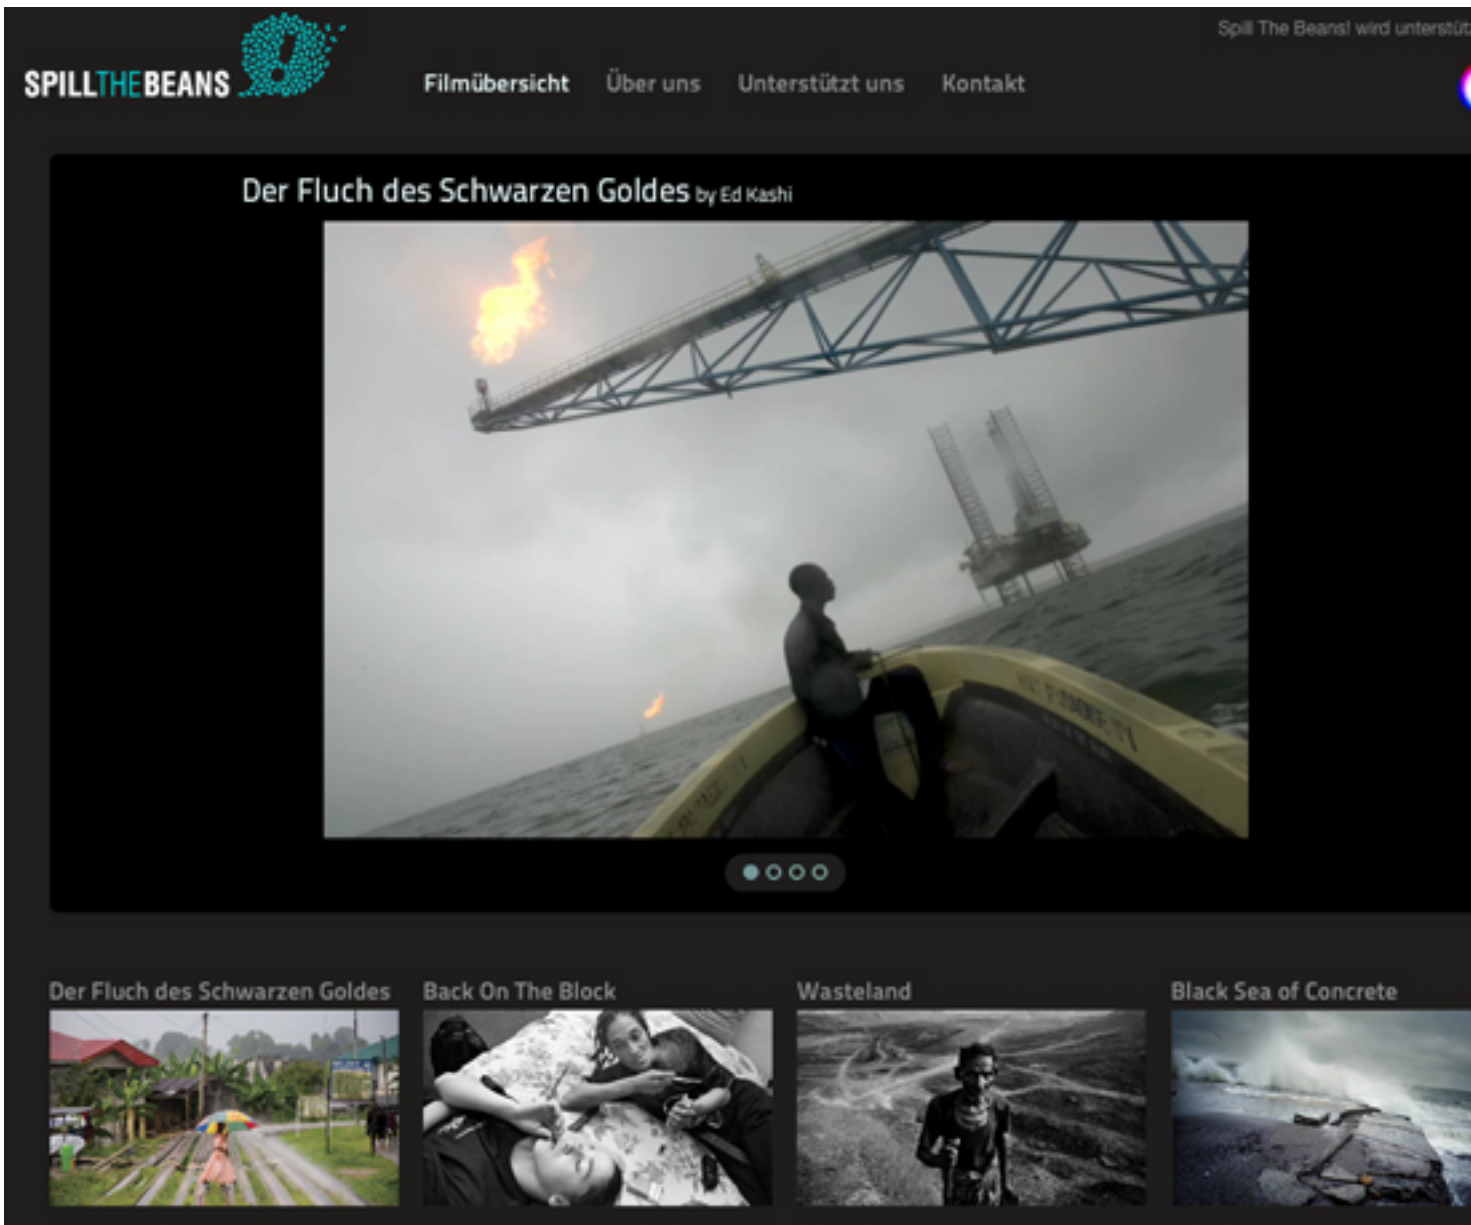 Spill The Beans! wird unterstütz
SPILLTHEBEANS
Filmübersicht Über uns Unterstützt uns Kontakt
Der Fluch des Schwarzen Goldes by Ed Kashi
Der Fluch des Schwarzen Goldes
Back On The Block
Wasteland
Black Sea of Concrete